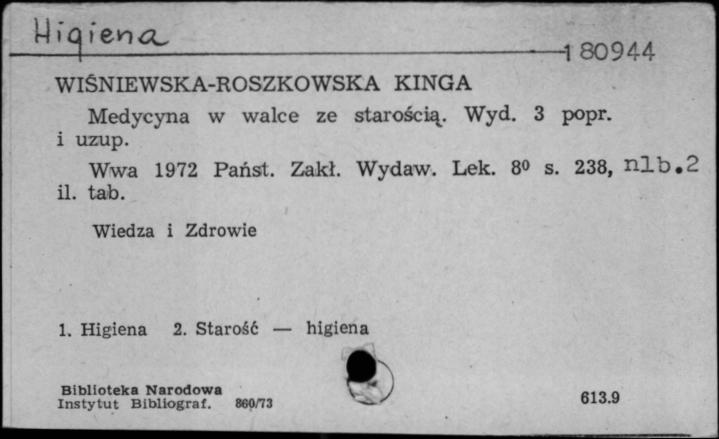 Higiena
180944
WIŚNIEWSKA-ROSZKOWSKA KINGA
Medycyna w walce ze starością. Wyd. 3 popr.
i uzup.
Wwa 1972 Państ. Zakł. Wydaw. Lek. 8⁰ s. 238, nlb.2
il. tab.
Wiedza i Zdrowie
1. Higiena 2. Starość — higiena
Biblioteka Narodowa
Instytut Bibliograf. 860/73
613.9